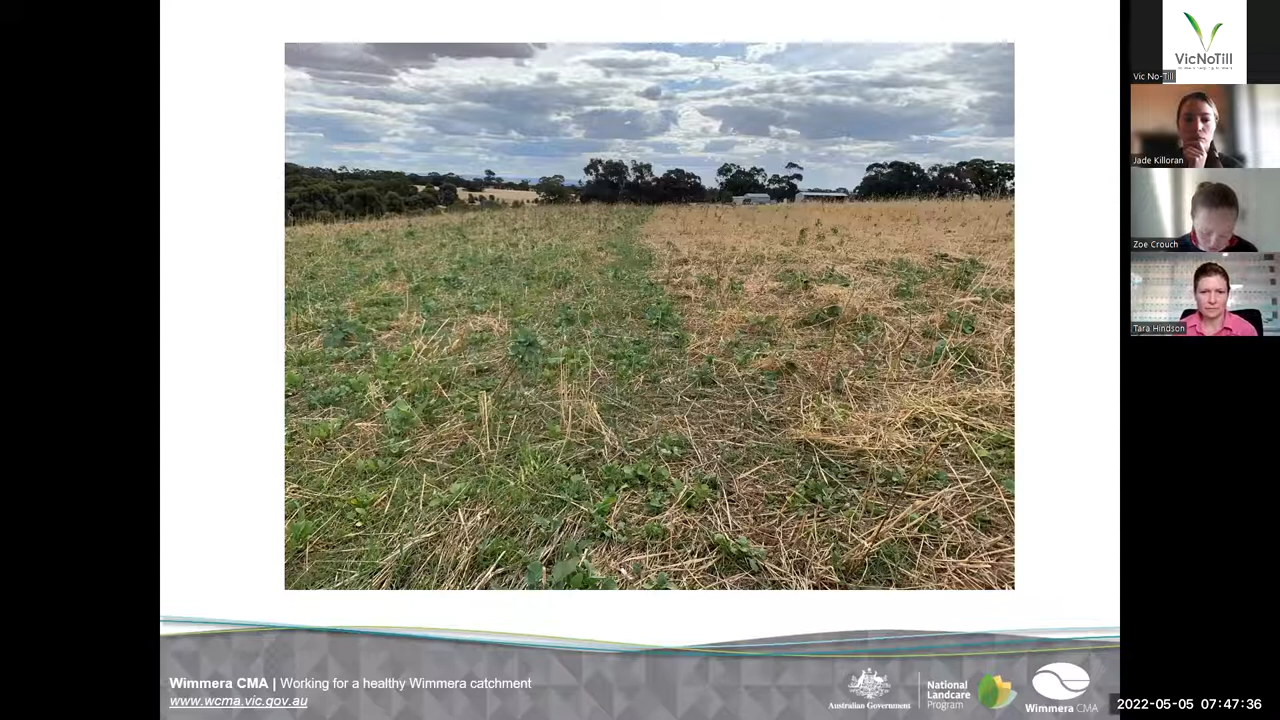 VicNoTill
Vic No-Till
Jade Killoran
Zoe Crouch
Tara Hindson
Wimmera CMA | Working for a healthy Wimmera catchment
www.wcma.vic.gov.au
Australian Government
National
Landcare
Program
Wimmera CMA
2022-05-05 07:47:36